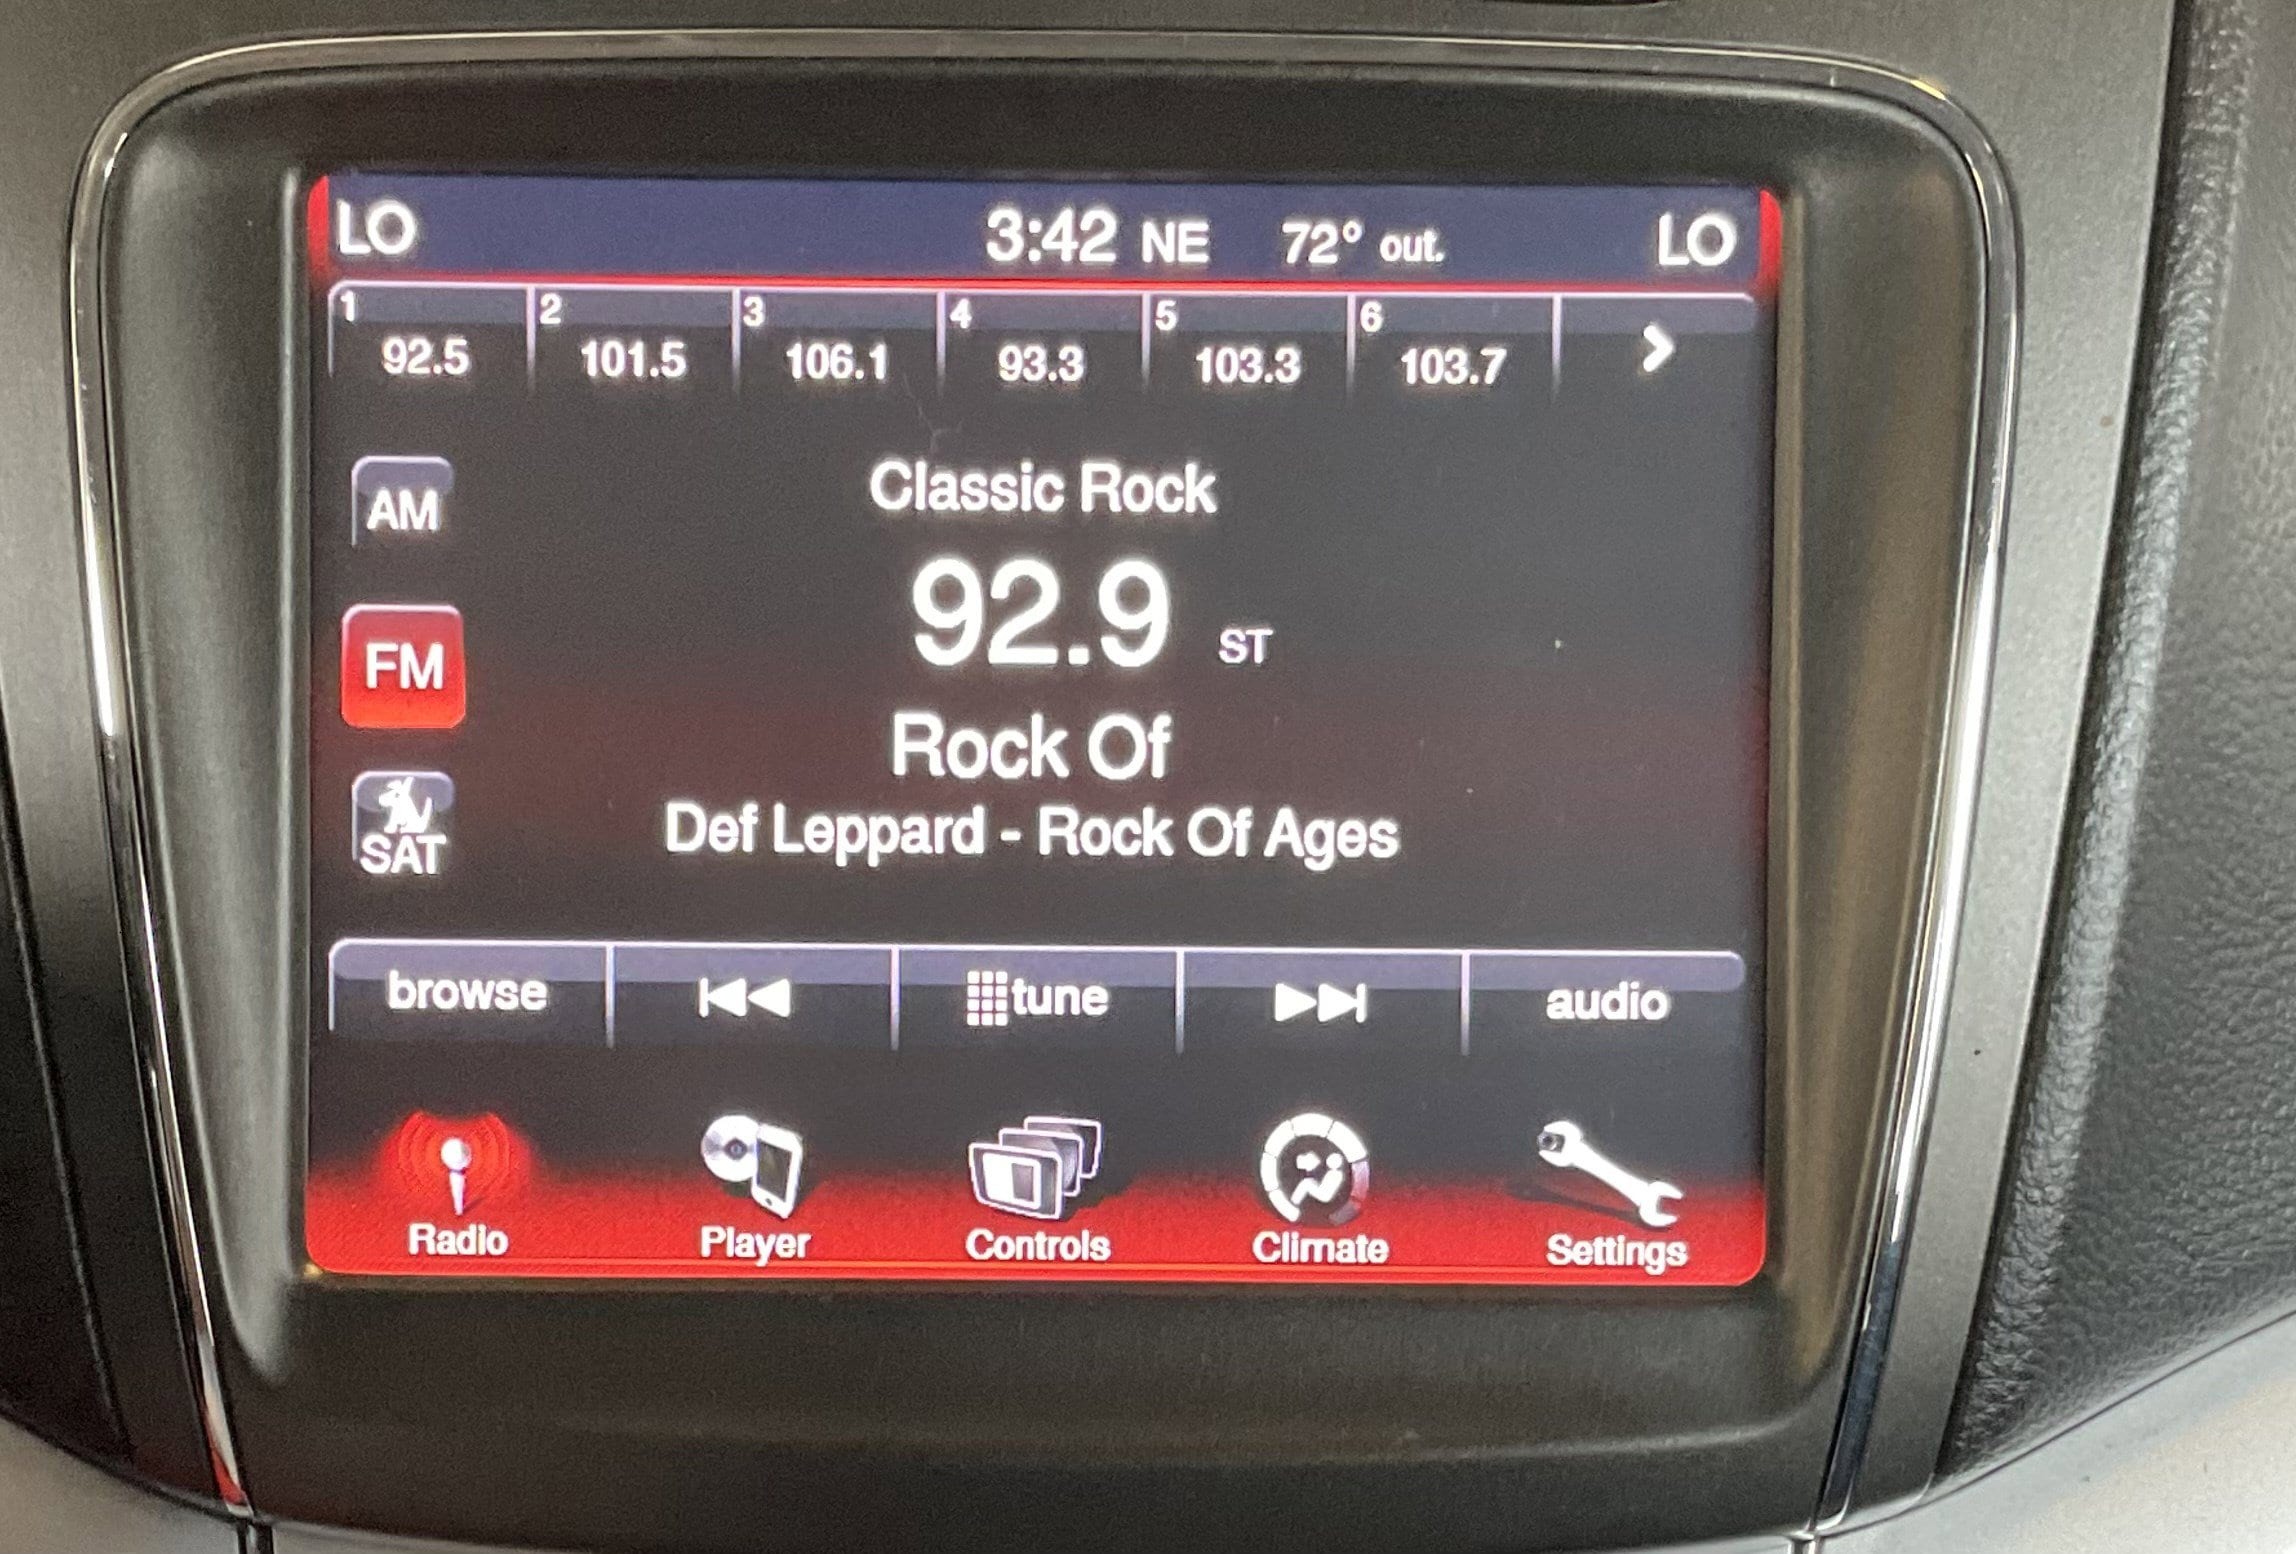 LO 3:42 NE 72° out. LO
1 2 3 4 5 6
92.5 101.5 106.1 93.3 103.3 103.7
Classic Rock
AM
92.9 ST
FM
Rock Of
Def Leppard - Rock Of Ages
SAT
browse tune audio
Radio Player Controls Climate Settings